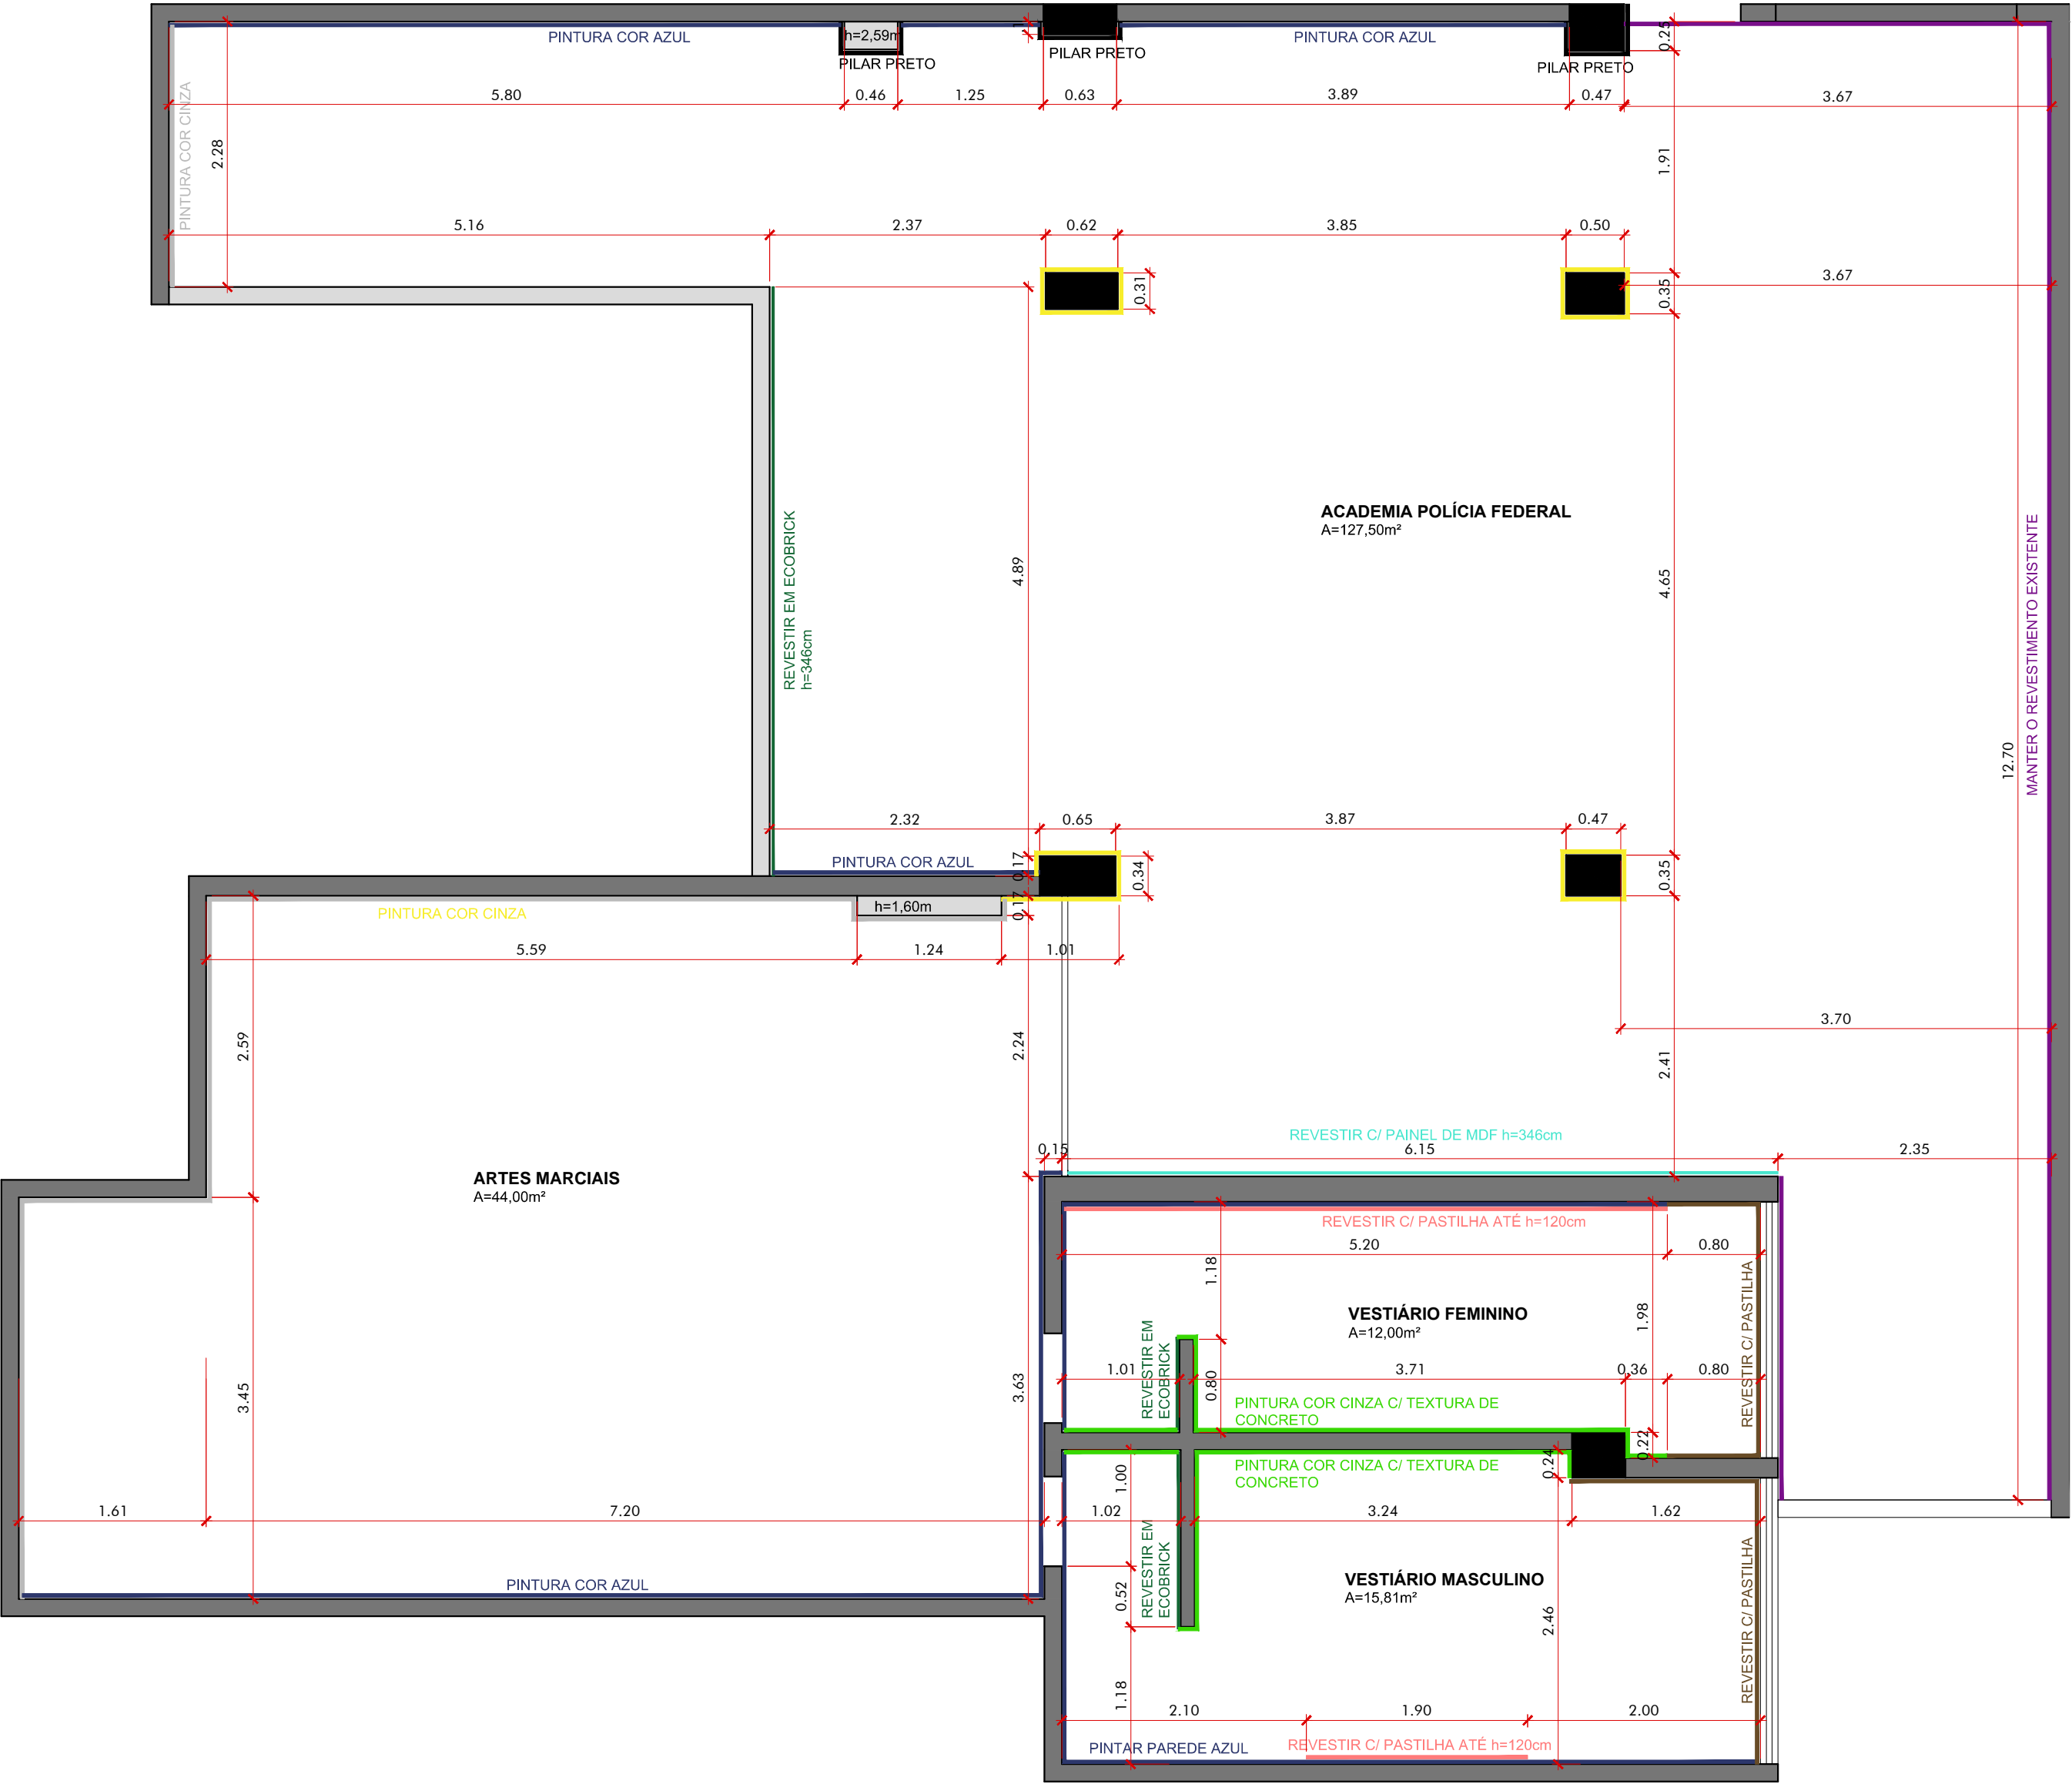 PINTURA COR AZUL
h=2,59m
PILAR PRETO
PILAR PRETO
PINTURA COR AZUL
PILAR PRETO
0.25
5.80
0.46
1.25
0.63
3.89
0.47
3.67
PINTURA COR CINZA
2.28
1.91
5.16
2.37
0.62
3.85
0.50
3.67
0.31
0.35
ACADEMIA POLÍCIA FEDERAL
A=127,50m²
REVESTIR EM ECOBRICK
h=346cm
4.89
4.65
MANTER O REVESTIMENTO EXISTENTE
12.70
2.32
0.65
3.87
0.47
PINTURA COR AZUL
0.17
0.34
0.35
PINTURA COR CINZA
h=1,60m
0.17
5.59
1.24
1.01
2.59
2.24
2.41
3.70
REVESTIR C/ PAINEL DE MDF h=346cm
0.15
6.15
2.35
ARTES MARCIAIS
A=44,00m²
REVESTIR C/ PASTILHA ATÉ h=120cm
5.20
0.80
1.18
1.98
REVESTIR C/ PASTILHA
VESTIÁRIO FEMININO
A=12,00m²
REVESTIR EM
ECOBRICK
1.01
0.80
3.71
0.36
0.80
3.45
3.63
PINTURA COR CINZA C/ TEXTURA DE
CONCRETO
0.22
0.24
PINTURA COR CINZA C/ TEXTURA DE
CONCRETO
1.00
1.61
7.20
1.02
3.24
1.62
REVESTIR EM
ECOBRICK
0.52
VESTIÁRIO MASCULINO
A=15,81m²
2.46
REVESTIR C/ PASTILHA
PINTURA COR AZUL
1.18
2.10
1.90
2.00
PINTAR PAREDE AZUL
REVESTIR C/ PASTILHA ATÉ h=120cm